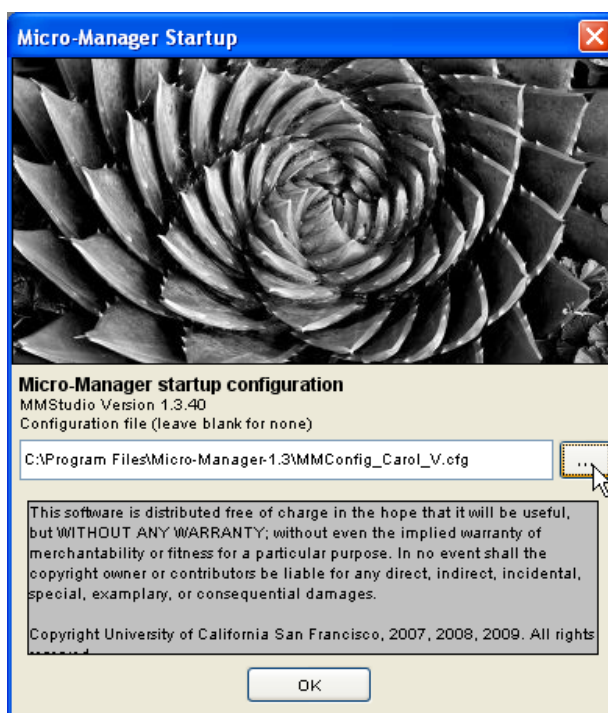 Micro-Manager Startup
Micro-Manager startup configuration
MMStudio Version 1.3.40
Configuration file (leave blank for none)
C:\Program Files\Micro-Manager-1.3\MMConfig_Carol_V.cfg
...
This software is distributed free of charge in the hope that it will be useful,
but WITHOUT ANY WARRANTY; without even the implied warranty of
merchantability or fitness for a particular purpose. In no event shall the
copyright owner or contributors be liable for any direct, indirect, incidental,
special, examplary, or consequential damages.
Copyright University of California San Francisco, 2007, 2008, 2009. All rights
OK